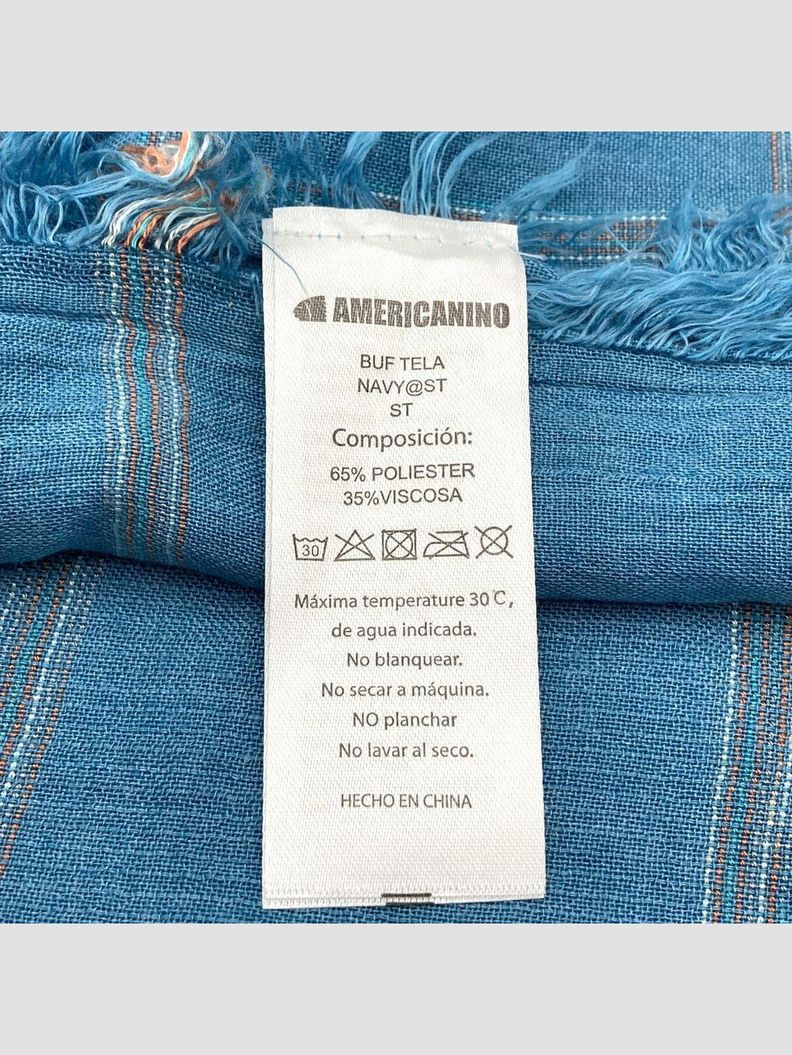 AMERICANINO
BUF TELA
NAVY@ST
ST
Composición:
65% POLIESTER
35%VISCOSA
30
Máxima temperature 30℃,
de agua indicada.
No blanquear.
No secar a máquina.
NO planchar
No lavar al seco.
HECHO EN CHINA